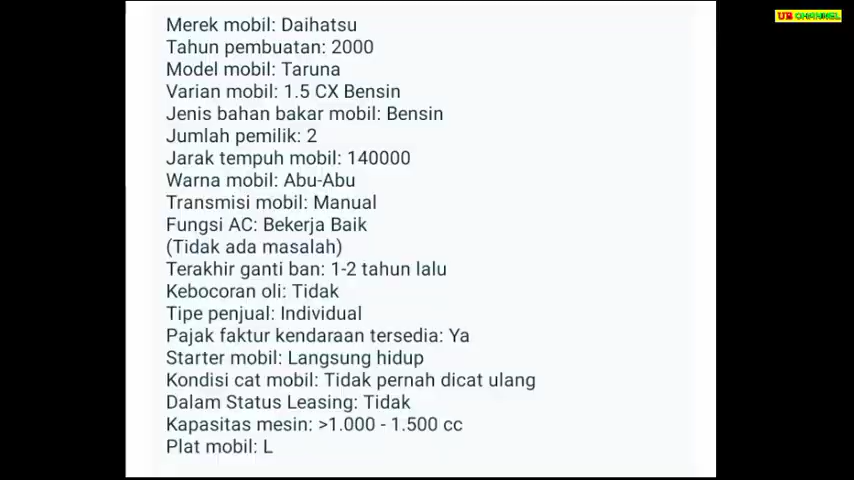 Merek mobil: Daihatsu
Tahun pembuatan: 2000
Model mobil: Taruna
Varian mobil: 1.5 CX Bensin
Jenis bahan bakar mobil: Bensin
Jumlah pemilik: 2
Jarak tempuh mobil: 140000
Warna mobil: Abu-Abu
Transmisi mobil: Manual
Fungsi AC: Bekerja Baik
(Tidak ada masalah)
Terakhir ganti ban: 1-2 tahun lalu
Kebocoran oli: Tidak
Tipe penjual: Individual
Pajak faktur kendaraan tersedia: Ya
Starter mobil: Langsung hidup
Kondisi cat mobil: Tidak pernah dicat ulang
Dalam Status Leasing: Tidak
Kapasitas mesin: >1.000 - 1.500 cc
Plat mobil: L
UB CHANNEL